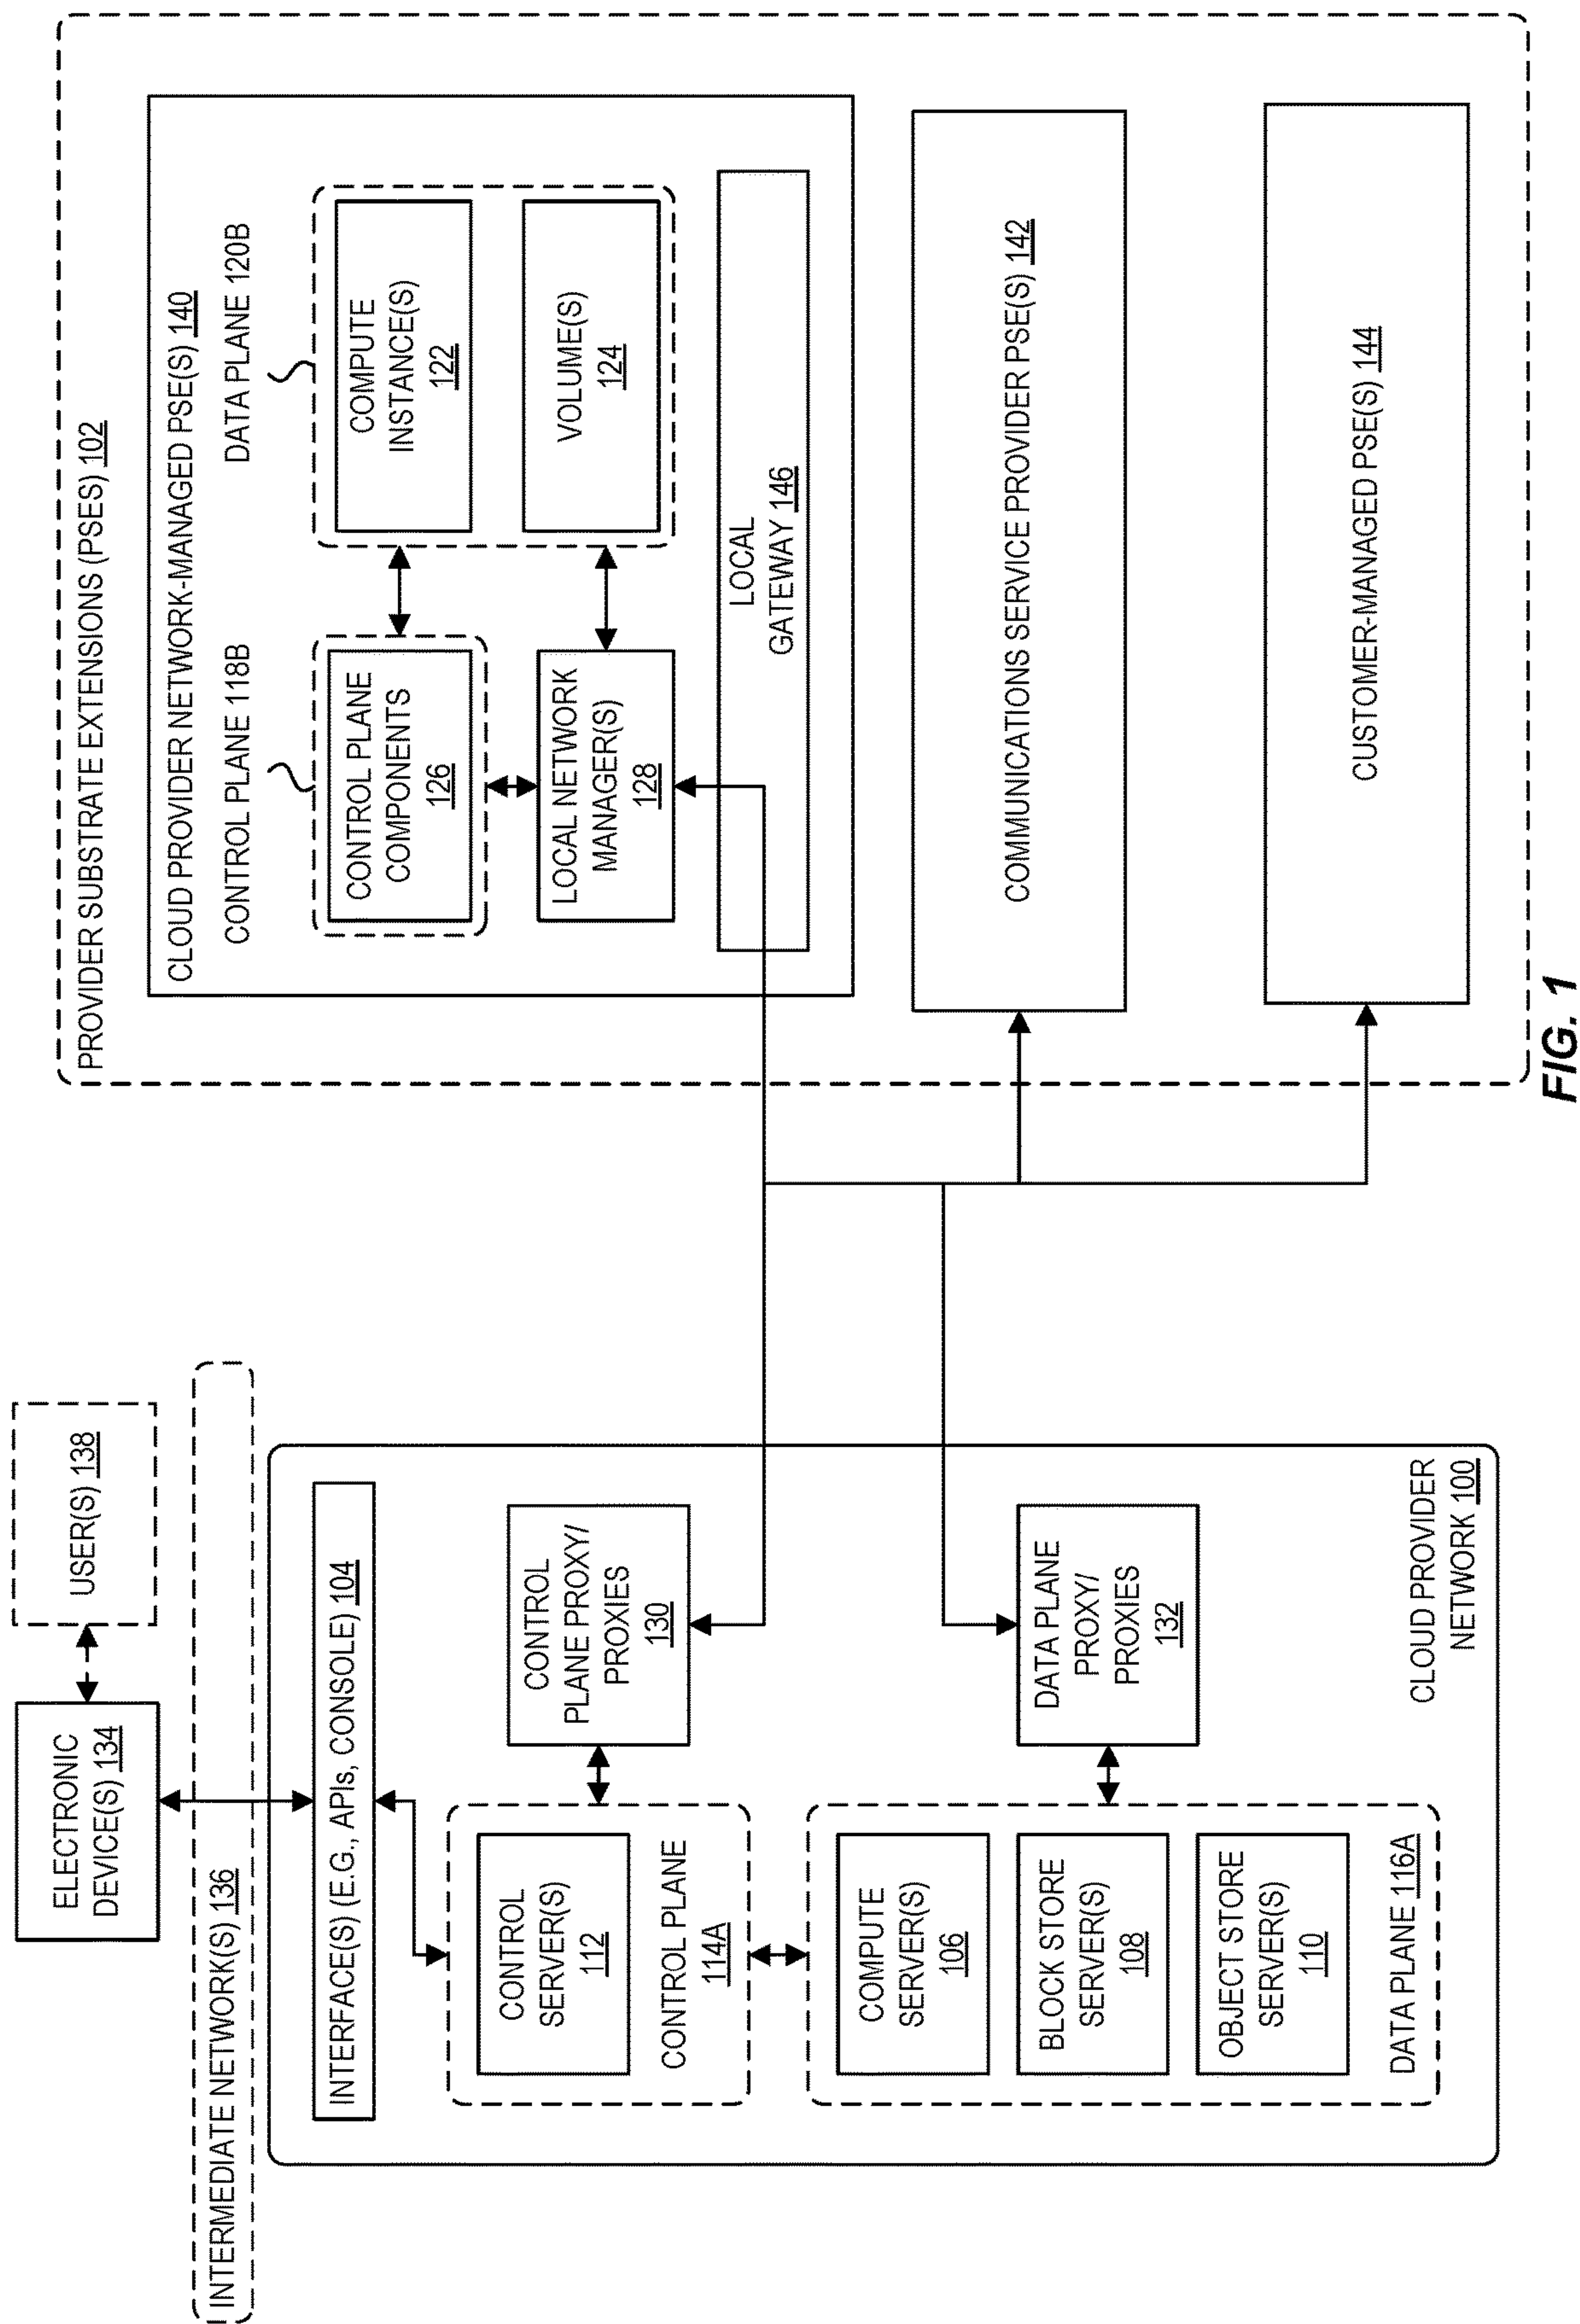 ELECTRONIC
DEVICE(S) 134
USER(S) 138
INTERMEDIATE NETWORK(S) 136
INTERFACE(S) (E.G., APIs, CONSOLE) 104
CONTROL
SERVER(S)
112
CONTROL PLANE
114A
CONTROL
PLANE PROXY/
PROXIES
130
COMPUTE
SERVER(S)
106
BLOCK STORE
SERVER(S)
108
OBJECT STORE
SERVER(S)
110
DATA PLANE 116A
DATA PLANE
PROXY/
PROXIES
132
CLOUD PROVIDER
NETWORK 100
PROVIDER SUBSTRATE EXTENSIONS (PSES) 102
CLOUD PROVIDER NETWORK-MANAGED PSE(S) 140
CONTROL PLANE 118B
DATA PLANE 120B
CONTROL PLANE
COMPONENTS
126
COMPUTE
INSTANCE(S)
122
LOCAL NETWORK
MANAGER(S)
128
VOLUME(S)
124
LOCAL
GATEWAY 146
COMMUNICATIONS SERVICE PROVIDER PSE(S) 142
CUSTOMER-MANAGED PSE(S) 144
FIG. 1